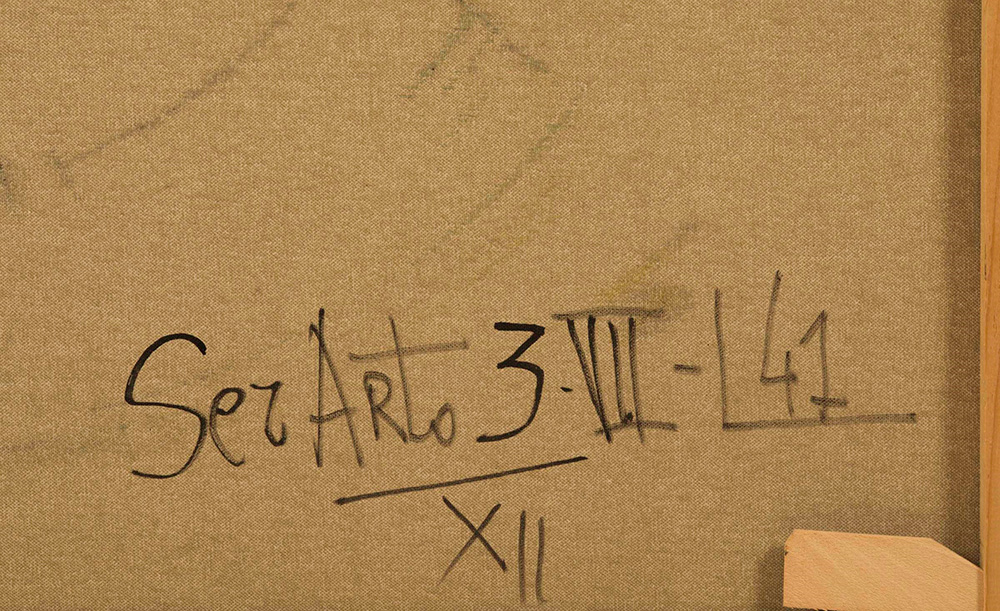 Ser ARTo 3-VII-L41
XII